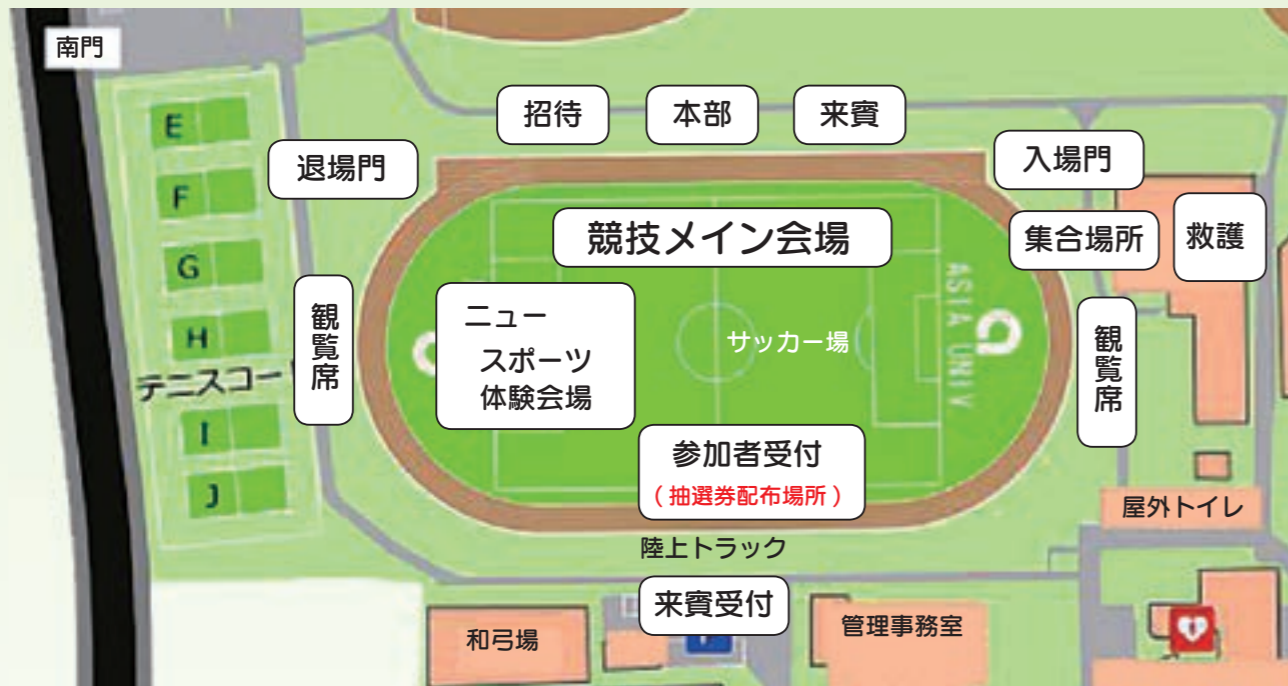 南門
招待
本部
来賓
E
退場門
入場門
F
競技メイン会場
集合場所
救護
G
観覧席
ニュー
スポーツ
体験会場
サッカー場
ASIA UNIV
観覧席
H
テニスコー
I
参加者受付
(抽選券配布場所)
J
屋外トイレ
陸上トラック
来賓受付
和弓場
管理事務室